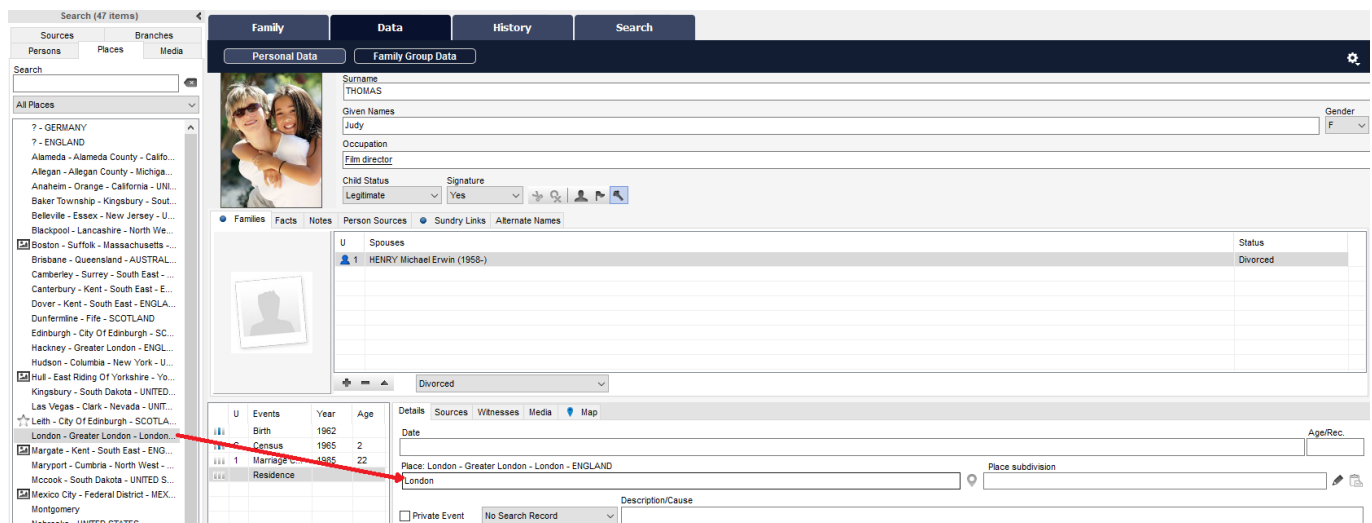 Search (47 items)
Sources Branches
Persons Places Media
Search
All Places
? - GERMANY
? - ENGLAND
Alameda - Alameda County - Califo...
Allegan - Allegan County - Michiga...
Anaheim - Orange - California - UNI...
Baker Township - Kingsbury - Sout...
Belleville - Essex - New Jersey - U...
Blackpool - Lancashire - North We...
Boston - Suffolk - Massachusetts -...
Brisbane - Queensland - AUSTRAL...
Camberley - Surrey - South East - ...
Canterbury - Kent - South East - E...
Dover - Kent - South East - ENGLA...
Dunfermline - Fife - SCOTLAND
Edinburgh - City Of Edinburgh - SC...
Hackney - Greater London - ENGL...
Hudson - Columbia - New York - U...
Hull - East Riding Of Yorkshire - Yo...
Kingsbury - South Dakota - UNITED...
Las Vegas - Clark - Nevada - UNIT...
Leith - City Of Edinburgh - SCOTLA...
London - Greater London - London...
Margate - Kent - South East - ENG...
Maryport - Cumbria - North West - ...
Mccook - South Dakota - UNITED S...
Mexico City - Federal District - MEX...
Montgomery
Family Data History Search
Personal Data Family Group Data
Surname
THOMAS
Given Names Gender
Judy F
Occupation
Film director
Child Status Signature
Legitimate Yes
Families Facts Notes Person Sources Sundry Links Alternate Names
U Spouses Status
1 HENRY Michael Erwin (1958-) Divorced
Divorced
U Events Year Age
Birth 1962
Census 1965 2
1 Marriage C... 1985 22
Residence
Details Sources Witnesses Media Map
Date Age/Rec.
Place: London - Greater London - London - ENGLAND Place subdivision
London
Description/Cause
Private Event No Search Record